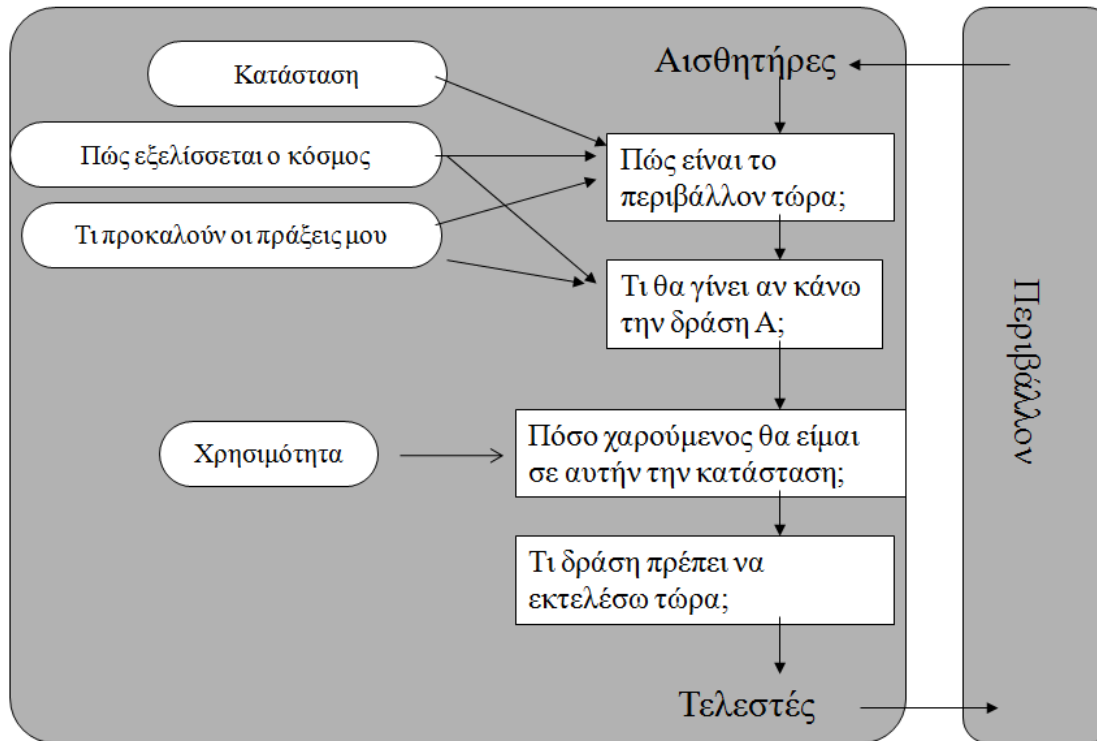 Αισθητήρες
Κατάσταση
Πώς εξελίσσεται ο κόσμος
Πώς είναι το
περιβάλλον τώρα;
Τι προκαλούν οι πράξεις μου
Τι θα γίνει αν κάνω
την δράση Α;
Περιβάλλον
Χρησιμότητα
Πόσο χαρούμενος θα είμαι
σε αυτήν την κατάσταση;
Τι δράση πρέπει να
εκτελέσω τώρα;
Τελεστές